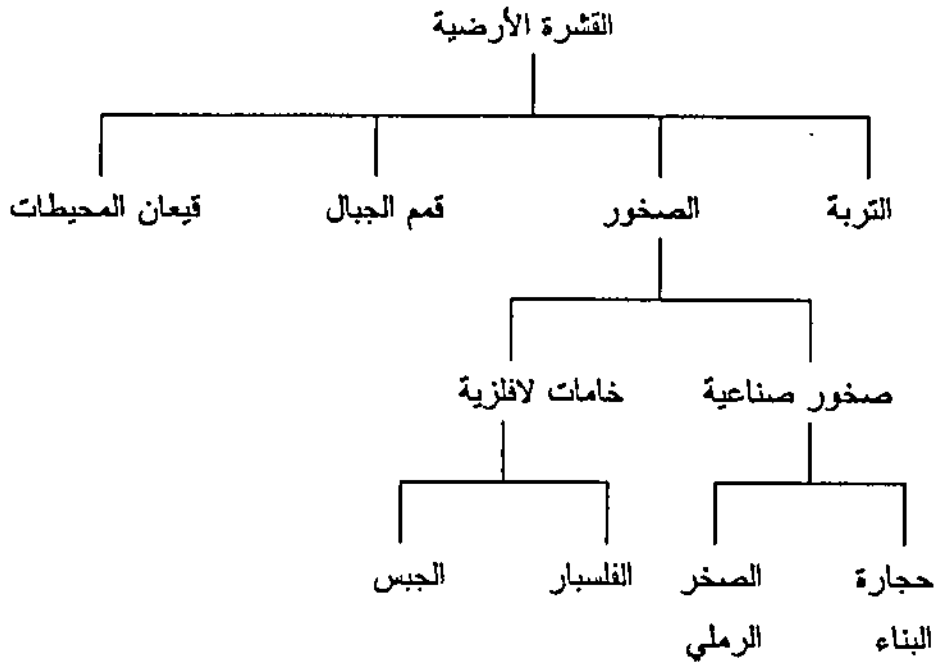 القشرة الأرضية
التربة الصخور قمم الجبال قيعان المحيطات
صخور صناعية خامات لافلزية
حجارة الصخر الفلسبار الجبس
البناء الرملي